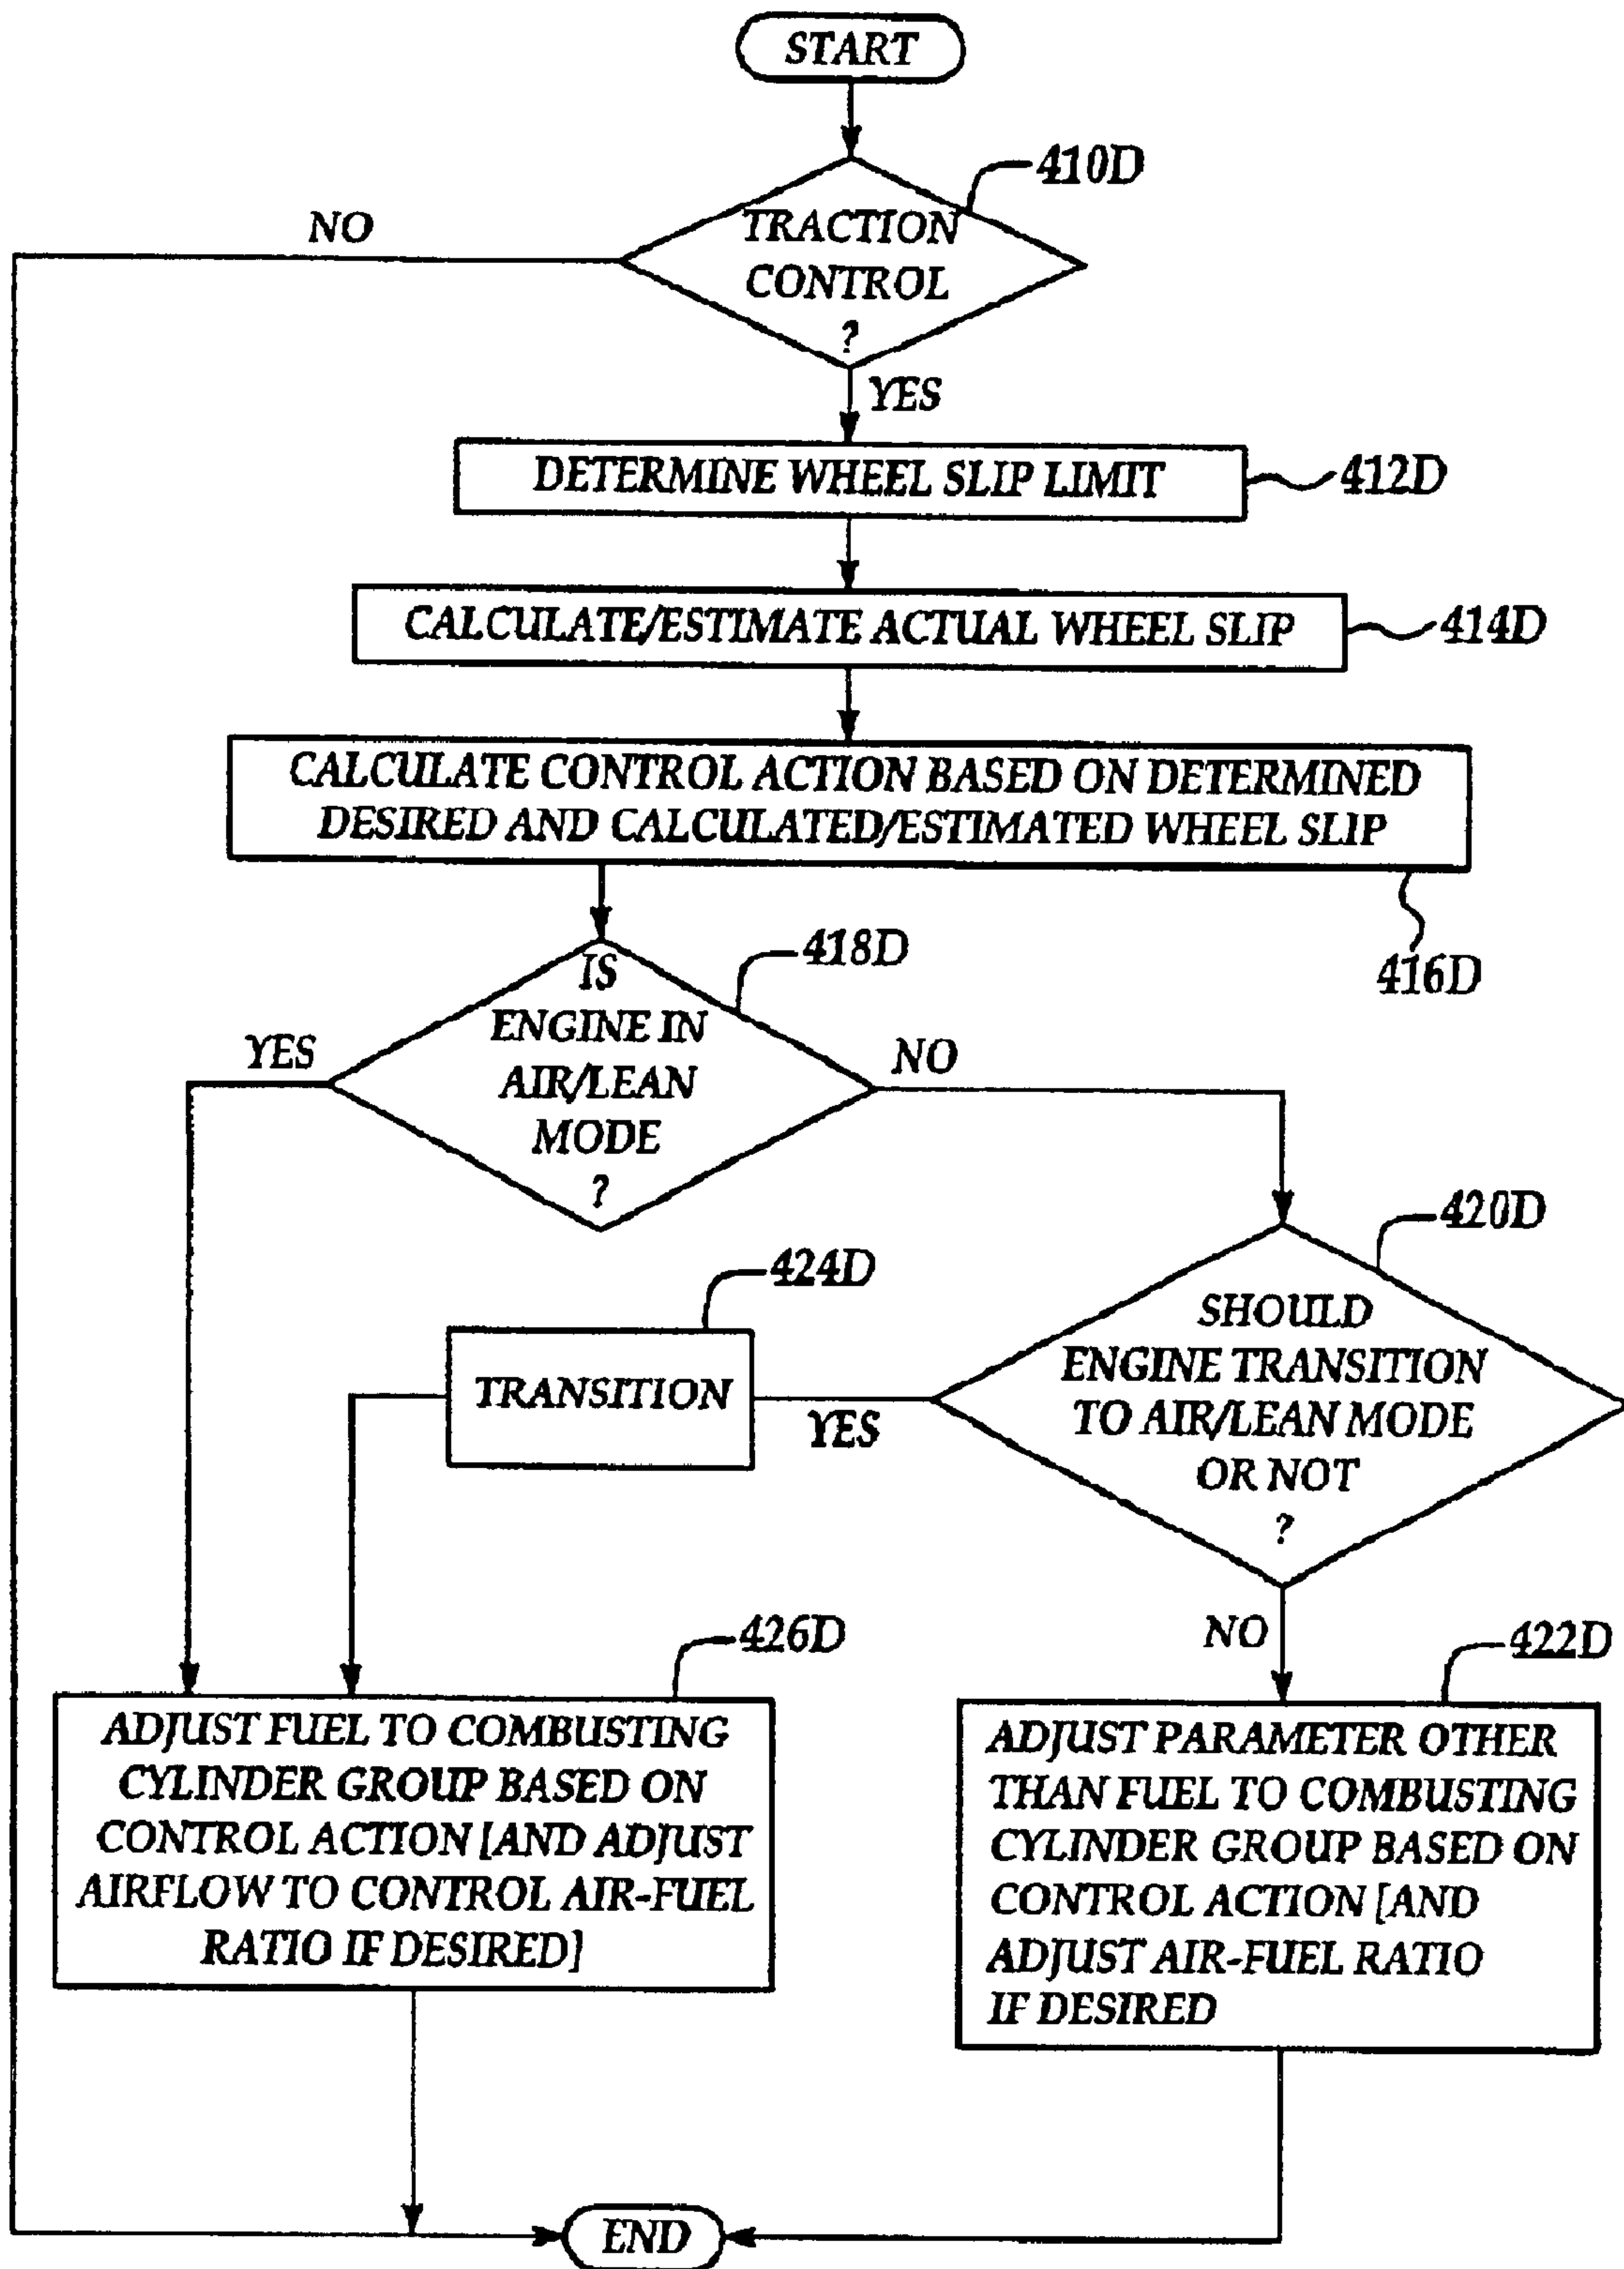 START
410D
NO
TRACTION
CONTROL
?
YES
DETERMINE WHEEL SLIP LIMIT
412D
CALCULATE/ESTIMATE ACTUAL WHEEL SLIP
414D
CALCULATE CONTROL ACTION BASED ON DETERMINED
DESIRED AND CALCULATED/ESTIMATED WHEEL SLIP
416D
418D
IS
ENGINE IN
AIR/LEAN
MODE
?
YES
NO
420D
424D
SHOULD
ENGINE TRANSITION
TO AIR/LEAN MODE
OR NOT
?
TRANSITION
YES
NO
426D
422D
ADJUST FUEL TO COMBUSTING
CYLINDER GROUP BASED ON
CONTROL ACTION [AND ADJUST
AIRFLOW TO CONTROL AIR-FUEL
RATIO IF DESIRED]
ADJUST PARAMETER OTHER
THAN FUEL TO COMBUSTING
CYLINDER GROUP BASED ON
CONTROL ACTION [AND
ADJUST AIR-FUEL RATIO
IF DESIRED
END